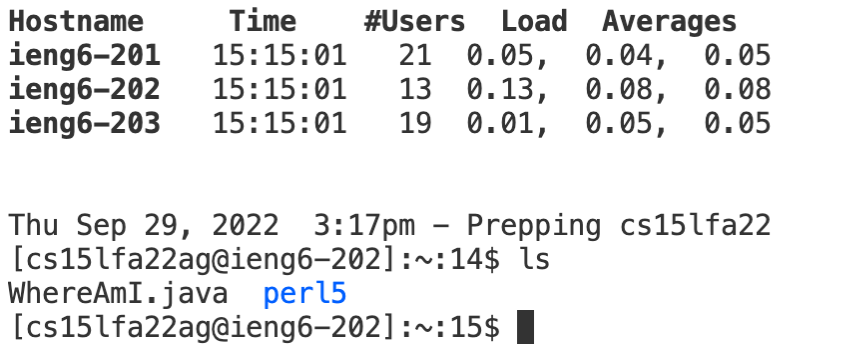 Hostname     Time    #Users  Load  Averages
ieng6-201   15:15:01   21  0.05,  0.04,  0.05
ieng6-202   15:15:01   13  0.13,  0.08,  0.08
ieng6-203   15:15:01   19  0.01,  0.05,  0.05
Thu Sep 29, 2022  3:17pm - Prepping cs15lfa22
[cs15lfa22ag@ieng6-202]:~:14$ ls
WhereAmI.java  perl5
[cs15lfa22ag@ieng6-202]:~:15$